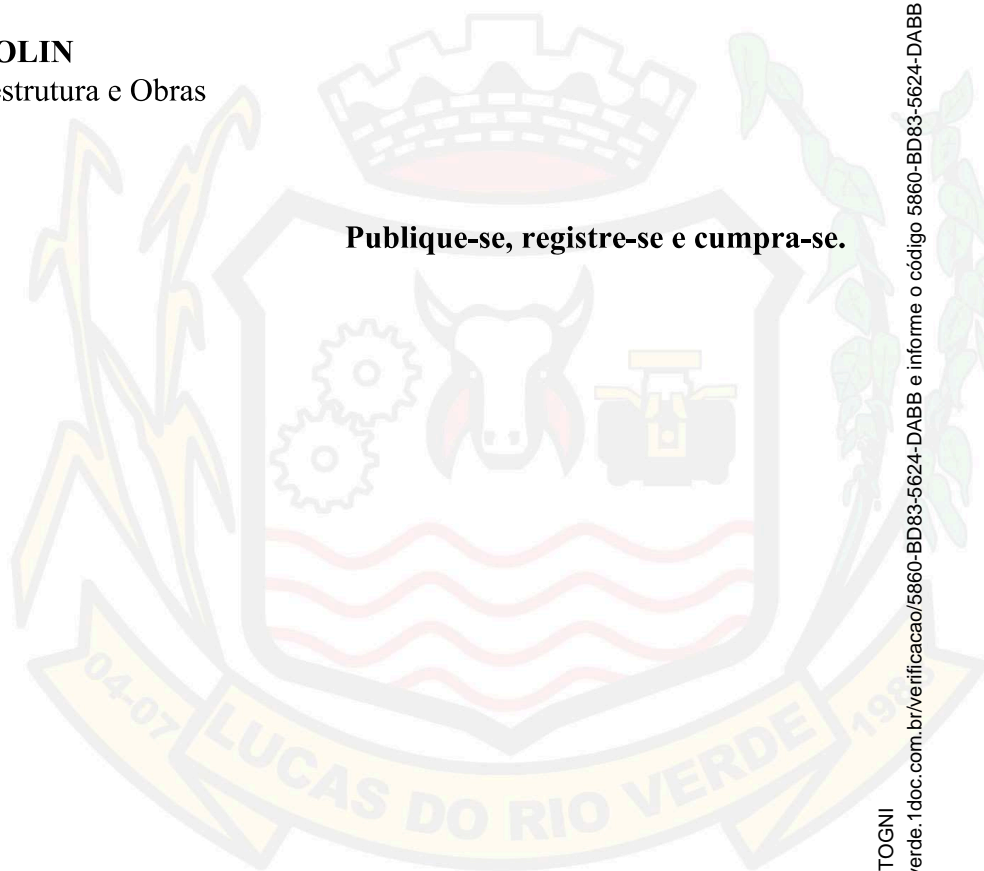 OLIN
estrutura e Obras
Publique-se, registre-se e cumpra-se.
04-07
LUCAS DO RIO VERDE
1988
TOGNI
verde.1doc.com.br/verificacao/5860-BD83-5624-DABB e informe o código 5860-BD83-5624-DABB